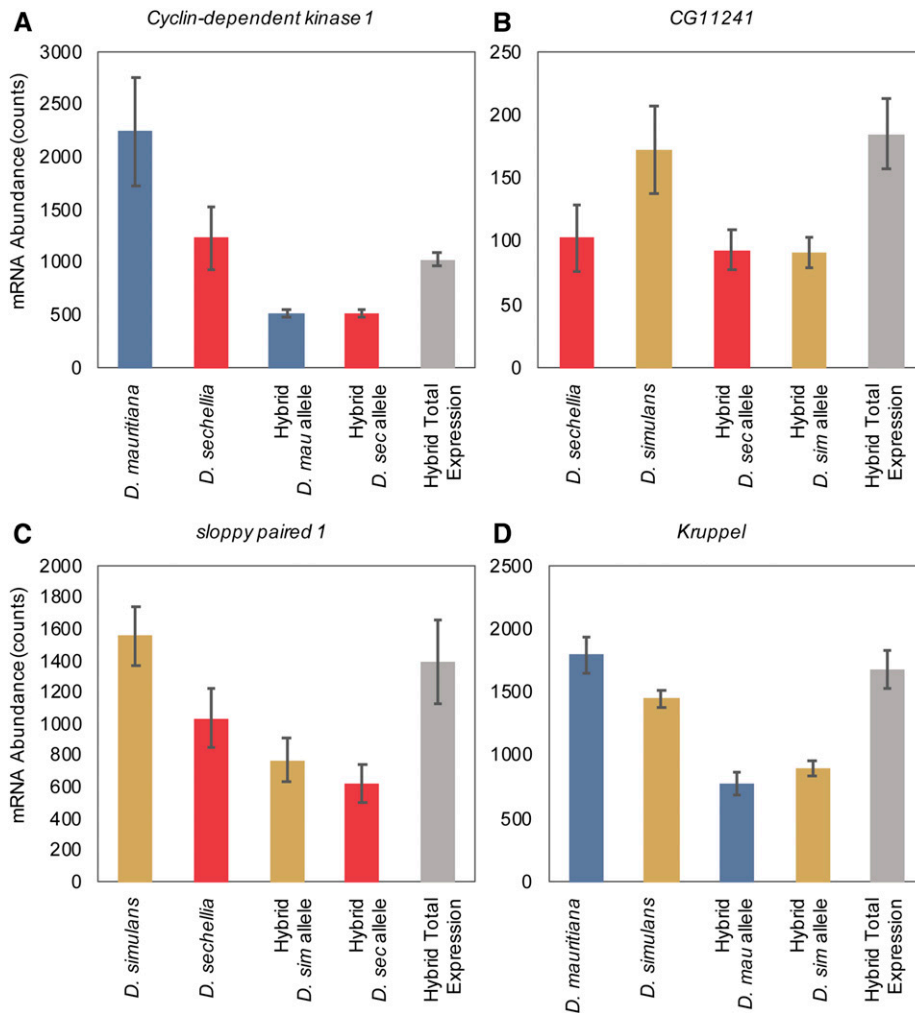 A
Cyclin-dependent kinase 1
mRNA Abundance (counts)
3000
2500
2000
1500
1000
500
0
D. mauritiana
D. sechellia
Hybrid
D. mau allele
Hybrid
D. sec allele
Hybrid Total
Expression
B
CG11241
250
200
150
100
50
0
D. sechellia
D. simulans
Hybrid
D. sec allele
Hybrid
D. sim allele
Hybrid Total
Expression
C
sloppy paired 1
mRNA Abundance (counts)
2000
1800
1600
1400
1200
1000
800
600
400
200
0
D. simulans
D. sechellia
Hybrid
D. sim allele
Hybrid
D. sec allele
Hybrid Total
Expression
D
Kruppel
2500
2000
1500
1000
500
0
D. mauritiana
D. simulans
Hybrid
D. mau allele
Hybrid
D. sim allele
Hybrid Total
Expression